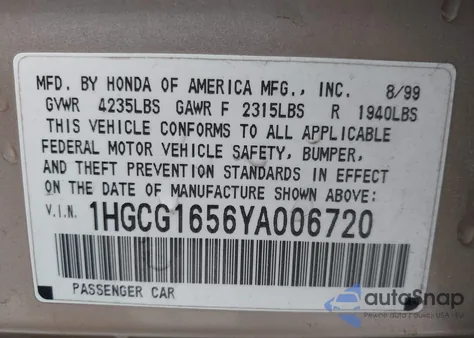 MFD. BY HONDA OF AMERICA MFG., INC. 8/99
GVWR 4235LBS GAWR F 2315LBS R 1940LBS
THIS VEHICLE CONFORMS TO ALL APPLICABLE
FEDERAL MOTOR VEHICLE SAFETY, BUMPER,
AND THEFT PREVENTION STANDARDS IN EFFECT
ON THE DATE OF MANUFACTURE SHOWN ABOVE:
V.I.N. 1HGCG1656YA006720
PASSENGER CAR
autoSnap